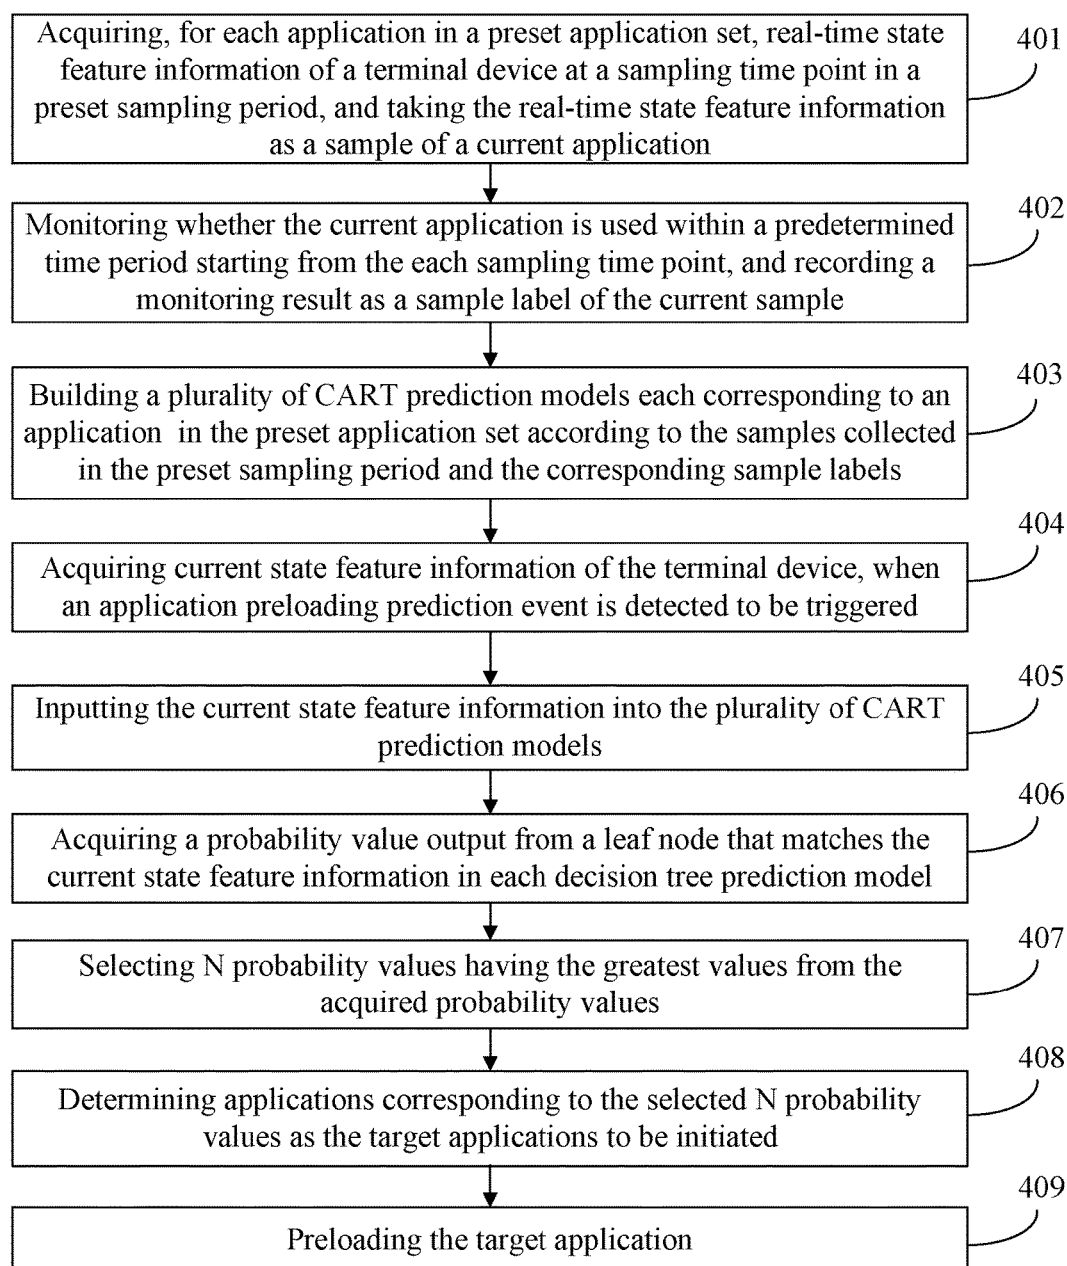 Acquiring, for each application in a preset application set, real-time state
feature information of a terminal device at a sampling time point in a
preset sampling period, and taking the real-time state feature information
as a sample of a current application
401
Monitoring whether the current application is used within a predetermined
time period starting from the each sampling time point, and recording a
monitoring result as a sample label of the current sample
402
Building a plurality of CART prediction models each corresponding to an
application in the preset application set according to the samples collected
in the preset sampling period and the corresponding sample labels
403
Acquiring current state feature information of the terminal device, when
an application preloading prediction event is detected to be triggered
404
Inputting the current state feature information into the plurality of CART
prediction models
405
Acquiring a probability value output from a leaf node that matches the
current state feature information in each decision tree prediction model
406
Selecting N probability values having the greatest values from the
acquired probability values
407
Determining applications corresponding to the selected N probability
values as the target applications to be initiated
408
Preloading the target application
409